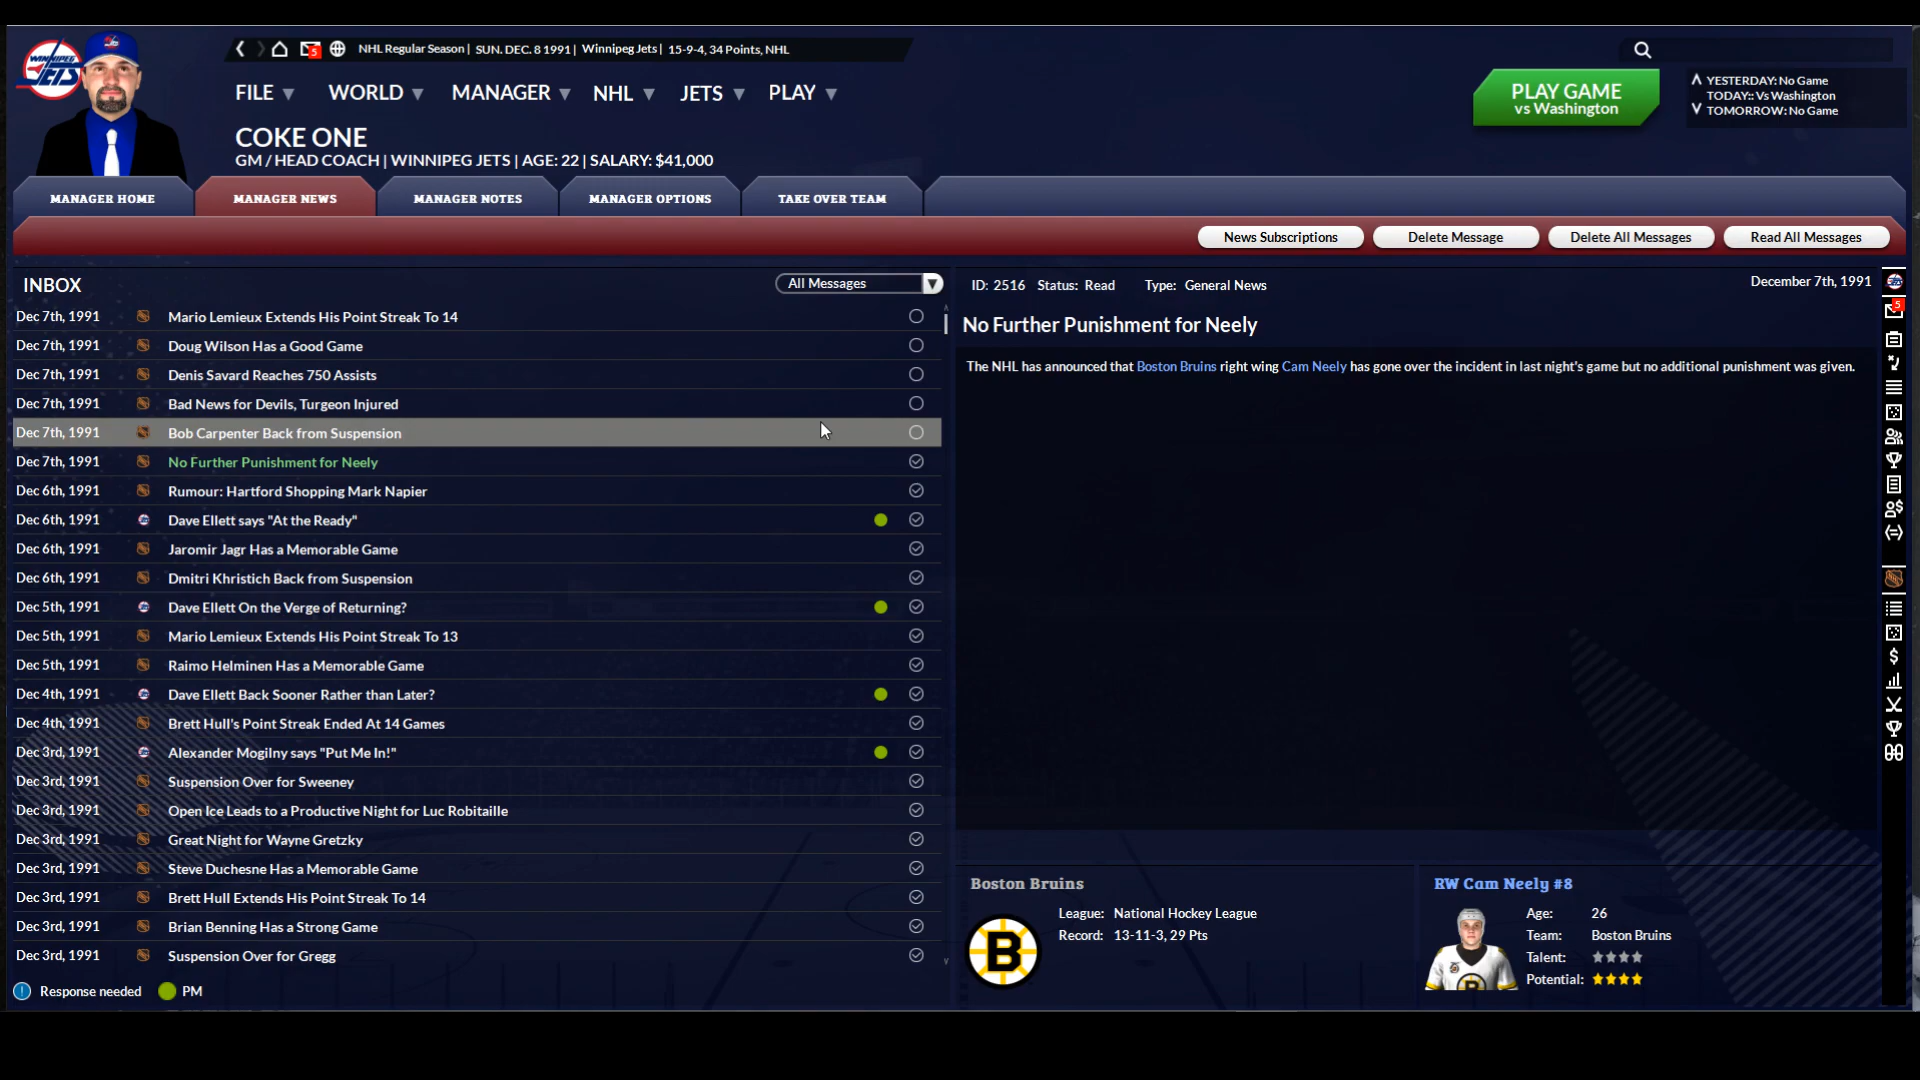 WINNIPEG
JETS
5
NHL Regular Season | SUN. DEC. 8 1991 | Winnipeg Jets | 15-9-4, 34 Points, NHL
FILE
WORLD
MANAGER
NHL
JETS
PLAY
PLAY GAME
vs Washington
YESTERDAY: No Game
TODAY:: Vs Washington
TOMORROW: No Game
COKE ONE
GM / HEAD COACH | WINNIPEG JETS | AGE: 22 | SALARY: $41,000
MANAGER HOME
MANAGER NEWS
MANAGER NOTES
MANAGER OPTIONS
TAKE OVER TEAM
News Subscriptions
Delete Message
Delete All Messages
Read All Messages
INBOX
All Messages
Dec 7th, 1991 Mario Lemieux Extends His Point Streak To 14
Dec 7th, 1991 Doug Wilson Has a Good Game
Dec 7th, 1991 Denis Savard Reaches 750 Assists
Dec 7th, 1991 Bad News for Devils, Turgeon Injured
Dec 7th, 1991 Bob Carpenter Back from Suspension
Dec 7th, 1991 No Further Punishment for Neely
Dec 6th, 1991 Rumour: Hartford Shopping Mark Napier
Dec 6th, 1991 Dave Ellett says "At the Ready"
Dec 6th, 1991 Jaromir Jagr Has a Memorable Game
Dec 6th, 1991 Dmitri Khristich Back from Suspension
Dec 5th, 1991 Dave Ellett On the Verge of Returning?
Dec 5th, 1991 Mario Lemieux Extends His Point Streak To 13
Dec 5th, 1991 Raimo Helminen Has a Memorable Game
Dec 4th, 1991 Dave Ellett Back Sooner Rather than Later?
Dec 4th, 1991 Brett Hull's Point Streak Ended At 14 Games
Dec 3rd, 1991 Alexander Mogilny says "Put Me In!"
Dec 3rd, 1991 Suspension Over for Sweeney
Dec 3rd, 1991 Open Ice Leads to a Productive Night for Luc Robitaille
Dec 3rd, 1991 Great Night for Wayne Gretzky
Dec 3rd, 1991 Steve Duchesne Has a Memorable Game
Dec 3rd, 1991 Brett Hull Extends His Point Streak To 14
Dec 3rd, 1991 Brian Benning Has a Strong Game
Dec 3rd, 1991 Suspension Over for Gregg
Response needed
PM
ID: 2516 Status: Read Type: General News
December 7th, 1991
No Further Punishment for Neely
The NHL has announced that Boston Bruins right wing Cam Neely has gone over the incident in last night's game but no additional punishment was given.
5
Boston Bruins
B
League: National Hockey League
Record: 13-11-3, 29 Pts
RW Cam Neely #8
Age: 26
Team: Boston Bruins
Talent:
Potential: